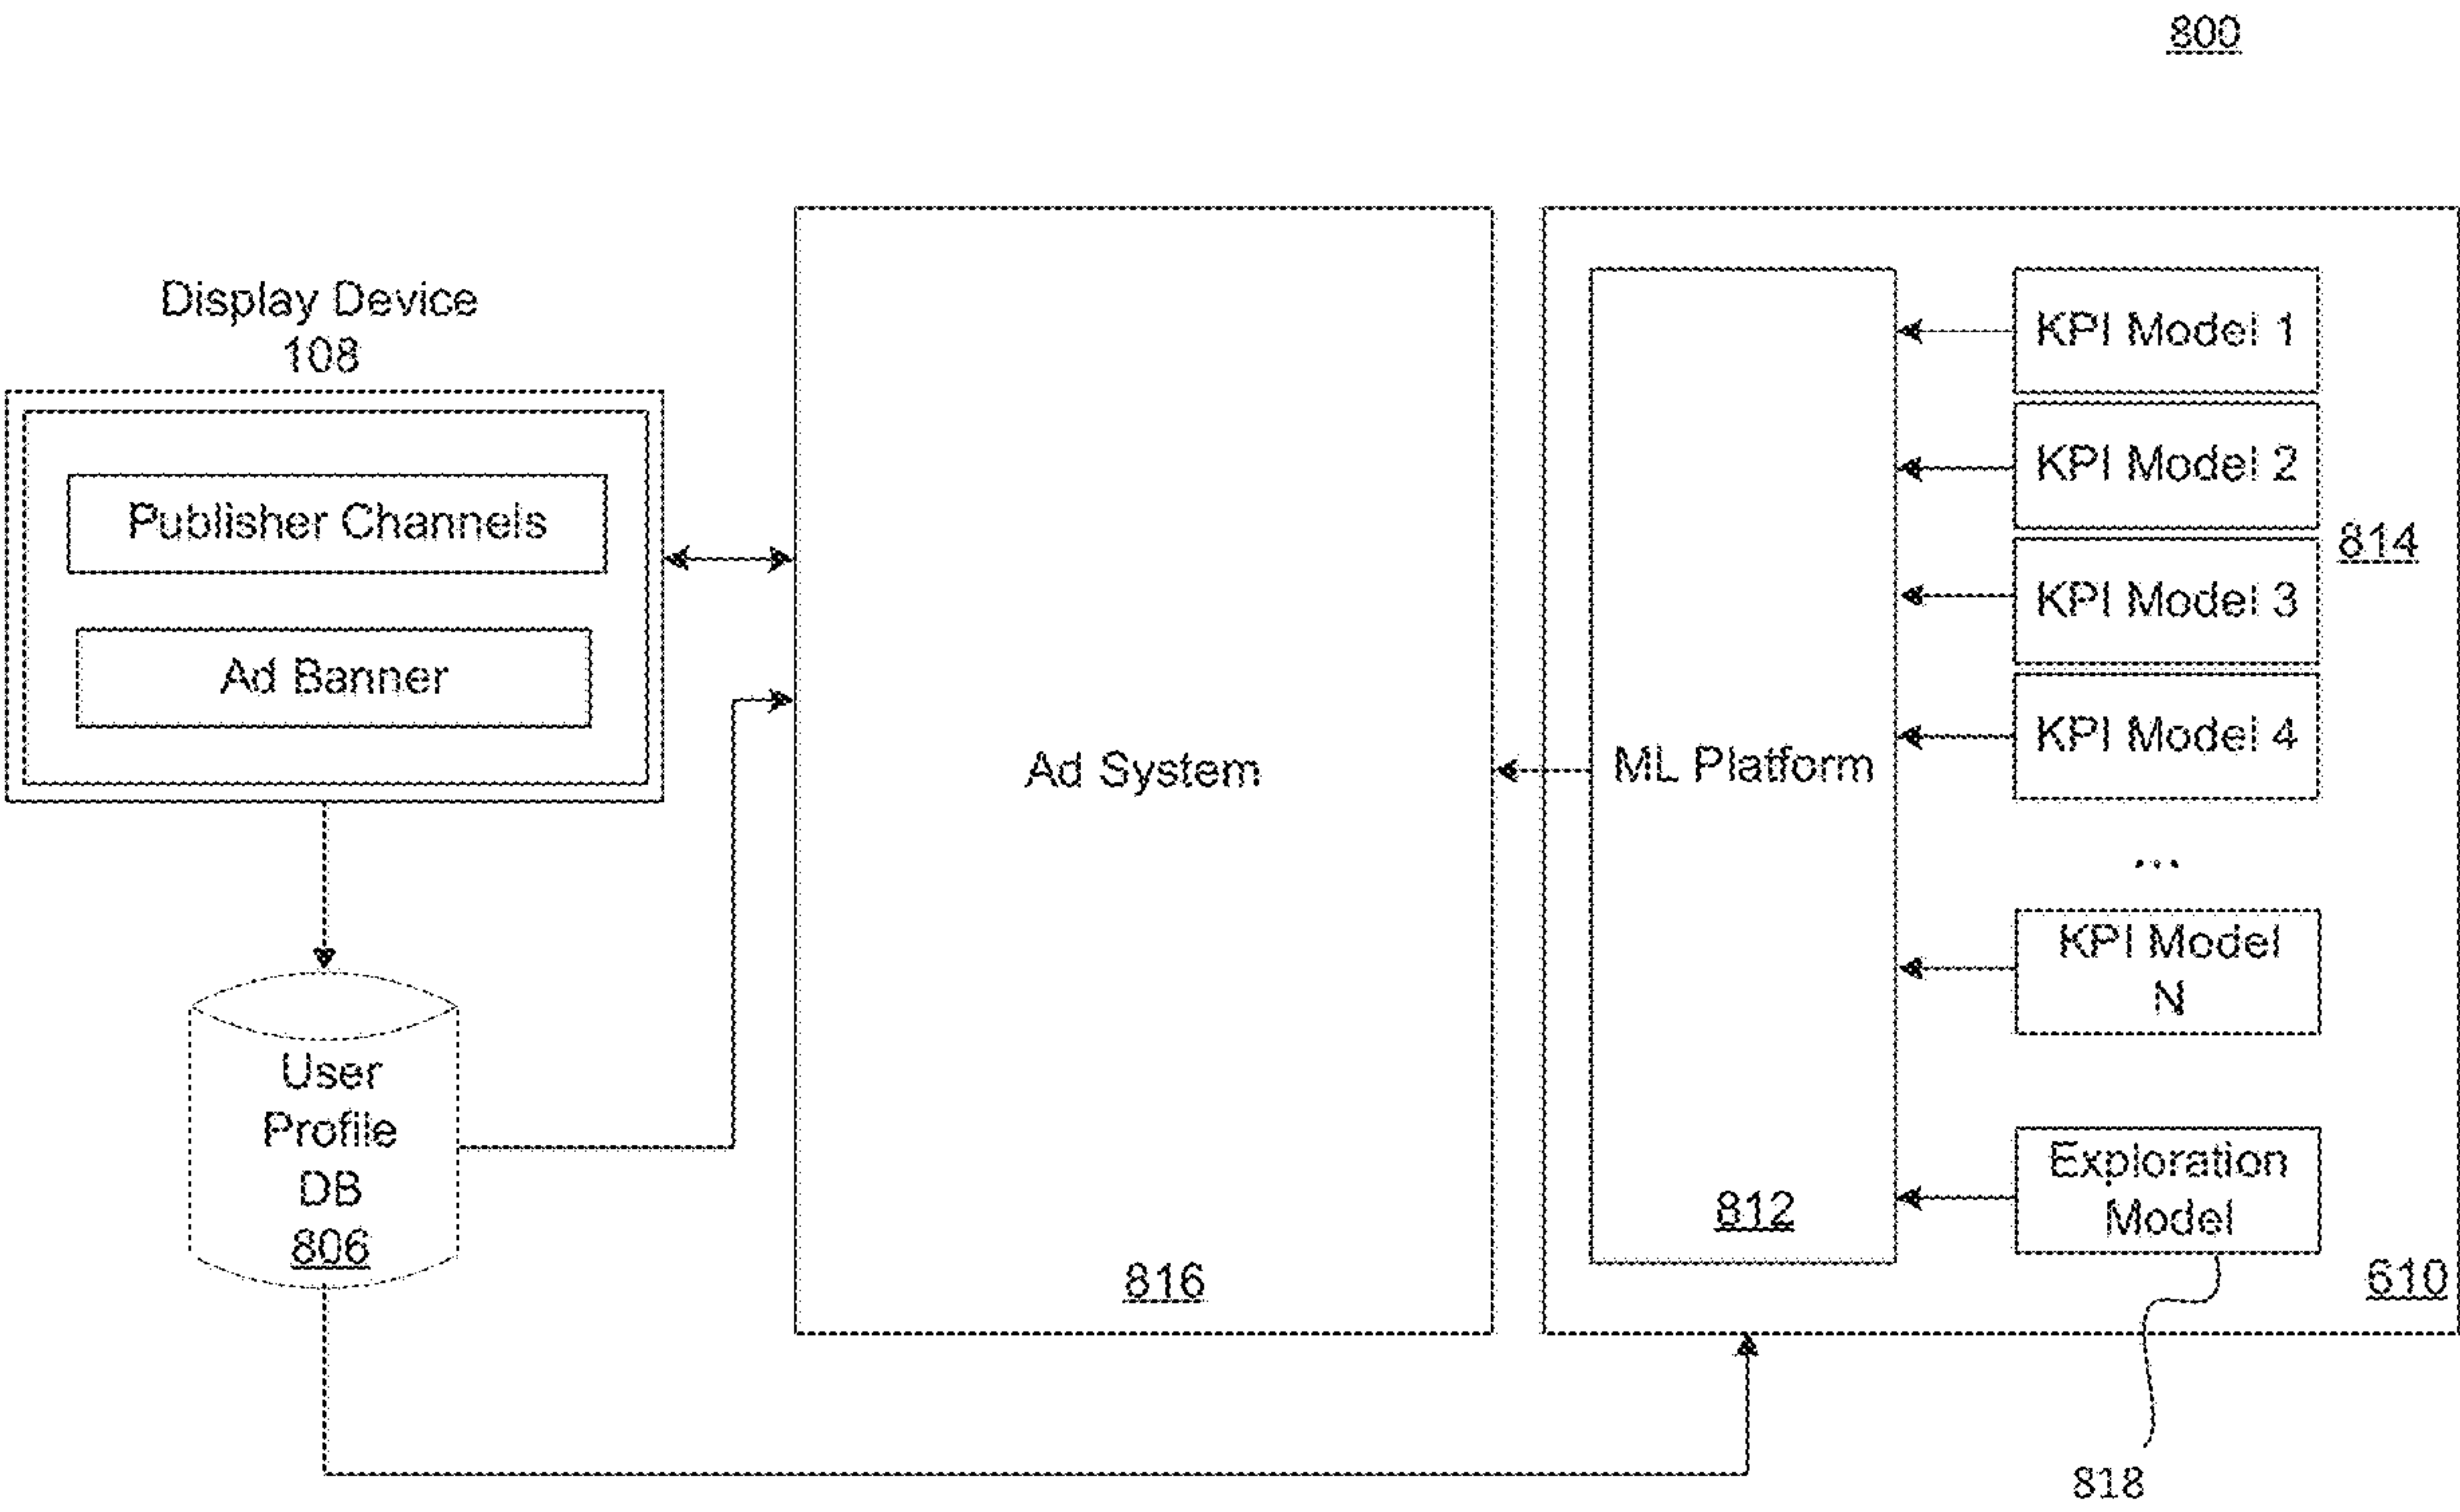 800
Display Device
108
Publisher Channels
Ad Banner
User
Profile
DB
806
Ad System
816
ML Platform
812
KPI Model 1
KPI Model 2
814
KPI Model 3
KPI Model 4
...
KPI Model
N
Exploration
Model
610
818